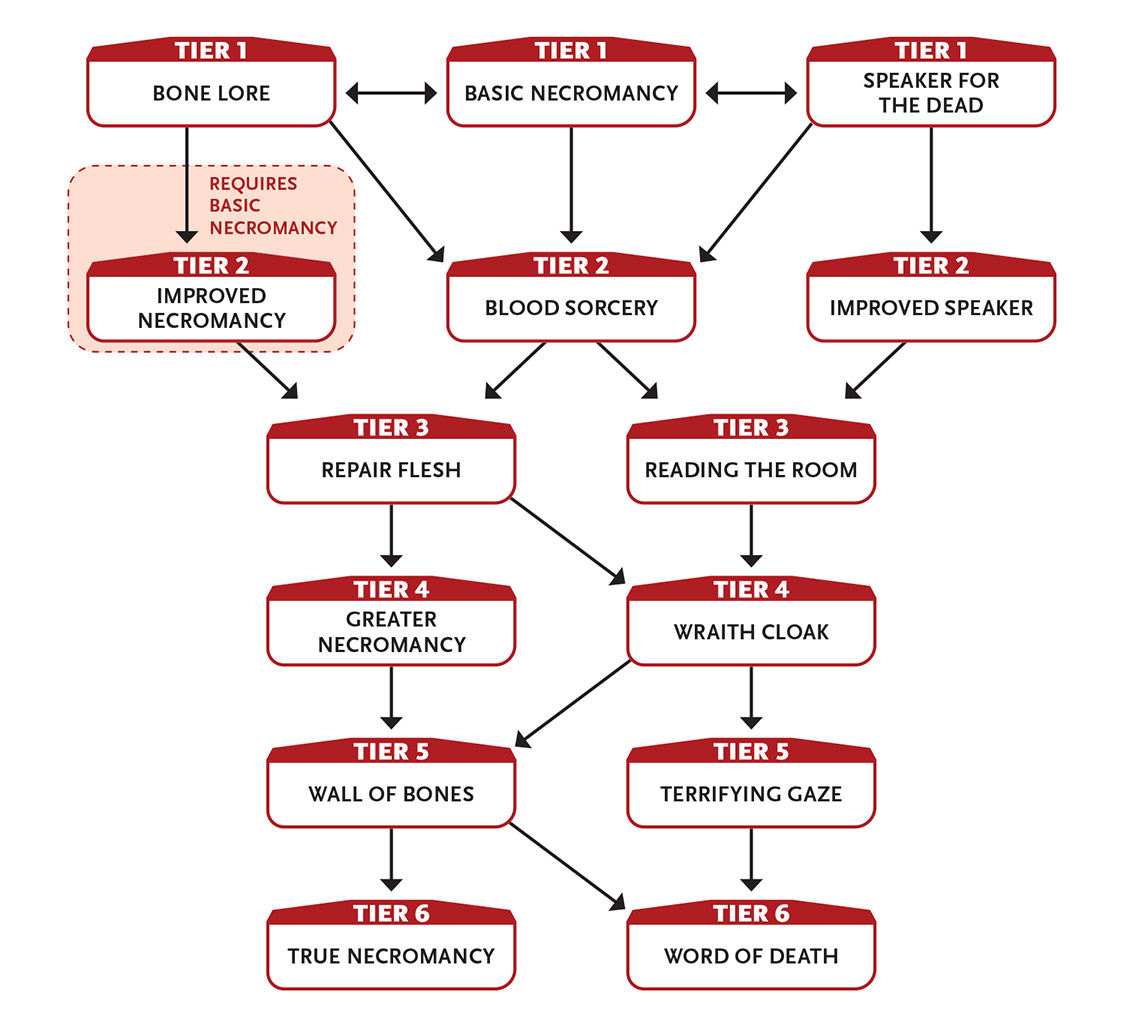 TIER 1
BONE LORE
TIER 1
BASIC NECROMANCY
TIER 1
SPEAKER FOR
THE DEAD
REQUIRES
BASIC
NECROMANCY
TIER 2
IMPROVED
NECROMANCY
TIER 2
BLOOD SORCERY
TIER 2
IMPROVED SPEAKER
TIER 3
REPAIR FLESH
TIER 3
READING THE ROOM
TIER 4
GREATER
NECROMANCY
TIER 4
WRAITH CLOAK
TIER 5
WALL OF BONES
TIER 5
TERRIFYING GAZE
TIER 6
TRUE NECROMANCY
TIER 6
WORD OF DEATH